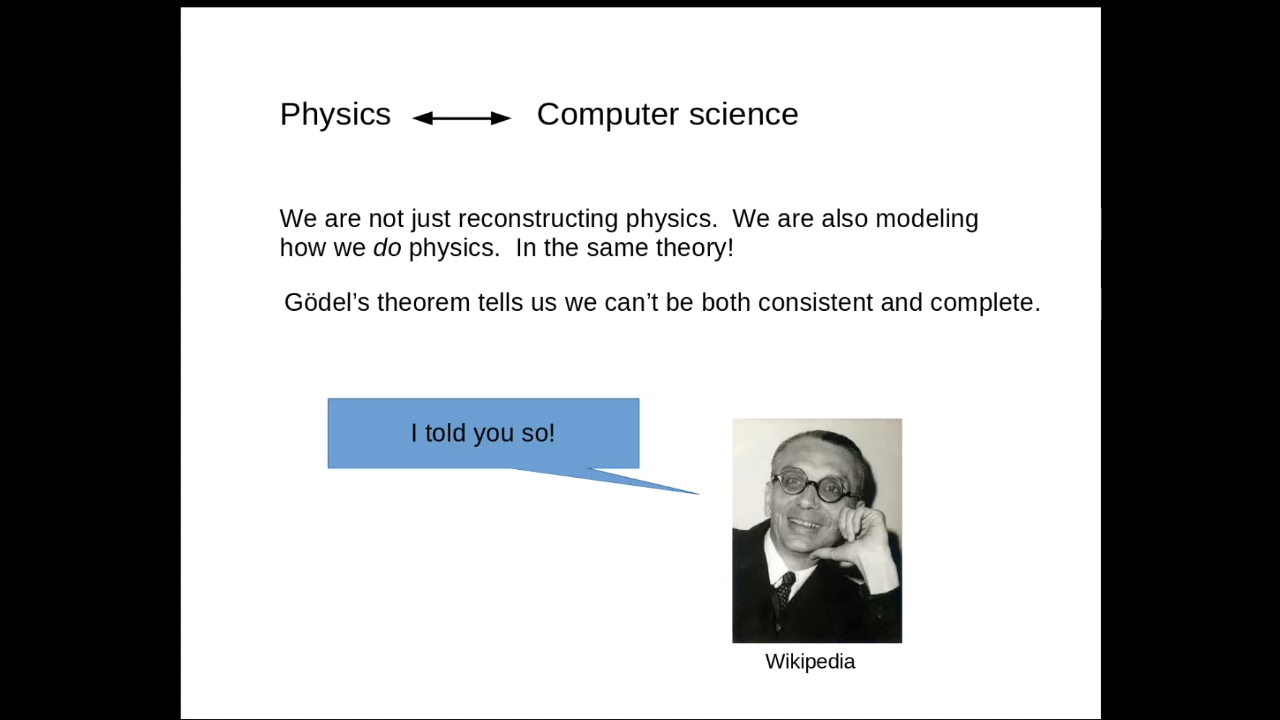 Physics Computer science
We are not just reconstructing physics. We are also modeling
how we do physics. In the same theory!
Gödel’s theorem tells us we can’t be both consistent and complete.
I told you so!
Wikipedia